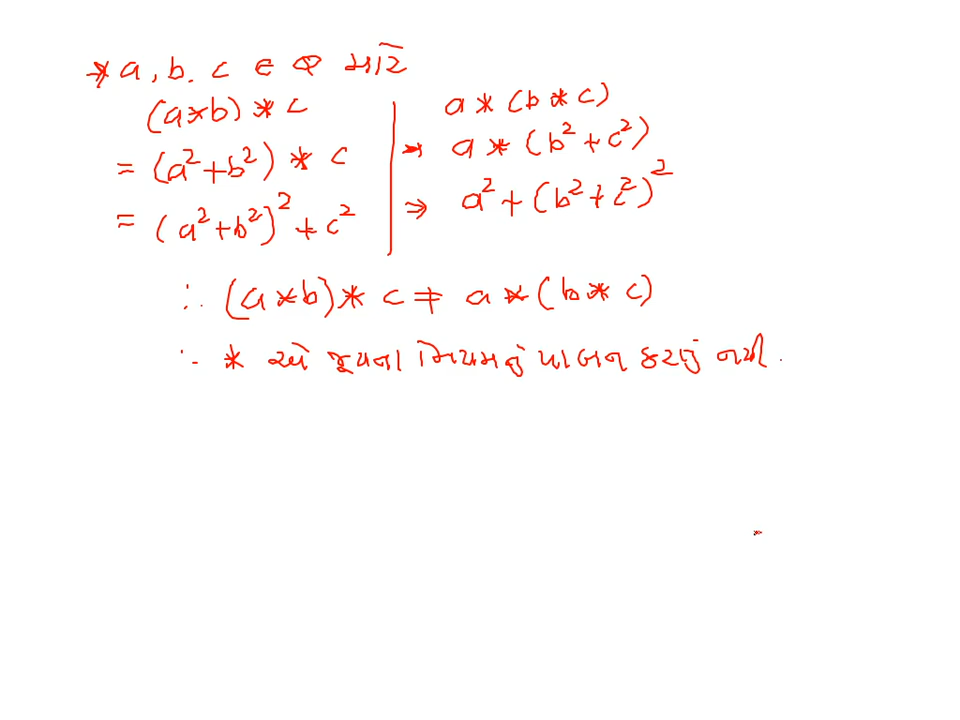 * a, b. c ∈ Q માટે
(a*b) * c
= (a²+b²) * c
= (a²+b²)² + c²
a * (b * c)
→ a * (b² + c²)
⇒ a² + (b² + c²)²
∴ (a*b) * c ≠ a * (b * c)
∴ * એ જૂથના નિયમનું પાલન કરતું નથી.